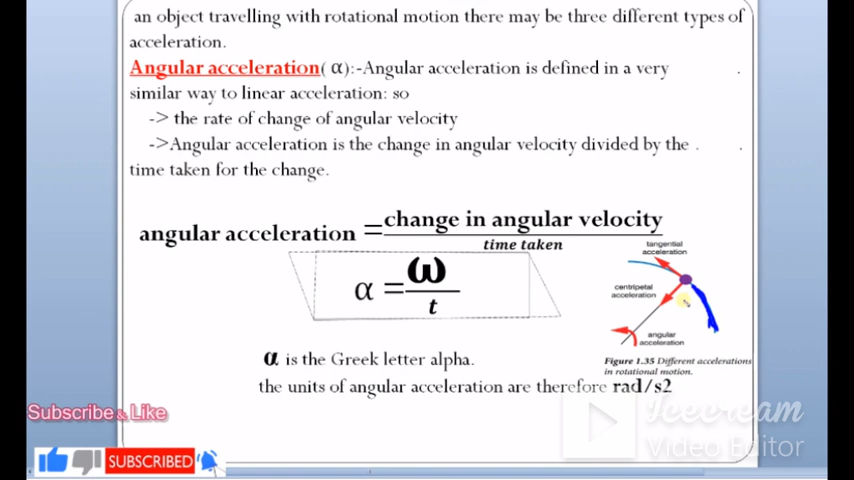 an object travelling with rotational motion there may be three different types of
acceleration.
Angular acceleration( α):-Angular acceleration is defined in a very
similar way to linear acceleration: so
-> the rate of change of angular velocity
->Angular acceleration is the change in angular velocity divided by the .
time taken for the change.
angular acceleration = change in angular velocity
time taken
α = ω
t
tangential
acceleration
centripetal
acceleration
angular
acceleration
Figure 1.35 Different accelerations
in rotational motion.
α is the Greek letter alpha.
the units of angular acceleration are therefore rad/s2
Subscribe & Like
SUBSCRIBED
Icecream
Video Editor